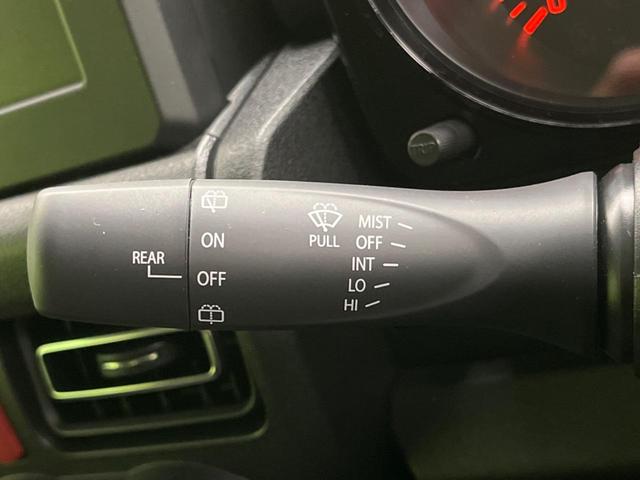 MIST
OFF
INT
LO
HI
PULL
ON
OFF
REAR